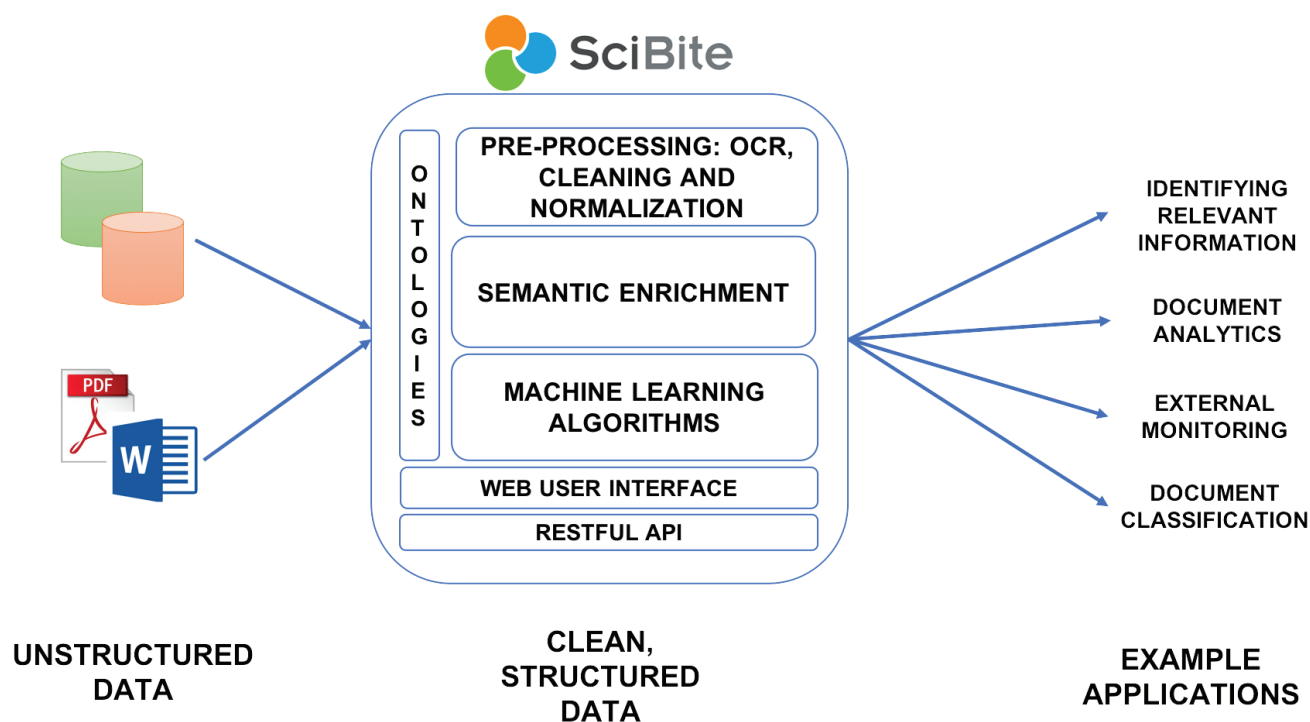 SciBite
O
N
T
O
L
O
G
I
E
S
PRE-PROCESSING: OCR,
CLEANING AND
NORMALIZATION
SEMANTIC ENRICHMENT
MACHINE LEARNING
ALGORITHMS
WEB USER INTERFACE
RESTFUL API
PDF
W
IDENTIFYING
RELEVANT
INFORMATION
DOCUMENT
ANALYTICS
EXTERNAL
MONITORING
DOCUMENT
CLASSIFICATION
UNSTRUCTURED
DATA
CLEAN,
STRUCTURED
DATA
EXAMPLE
APPLICATIONS